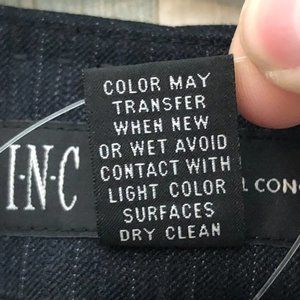 COLOR MAY
TRANSFER
WHEN NEW
OR WET AVOID
CONTACT WITH
LIGHT COLOR
SURFACES
DRY CLEAN
I·N·C
L CONC